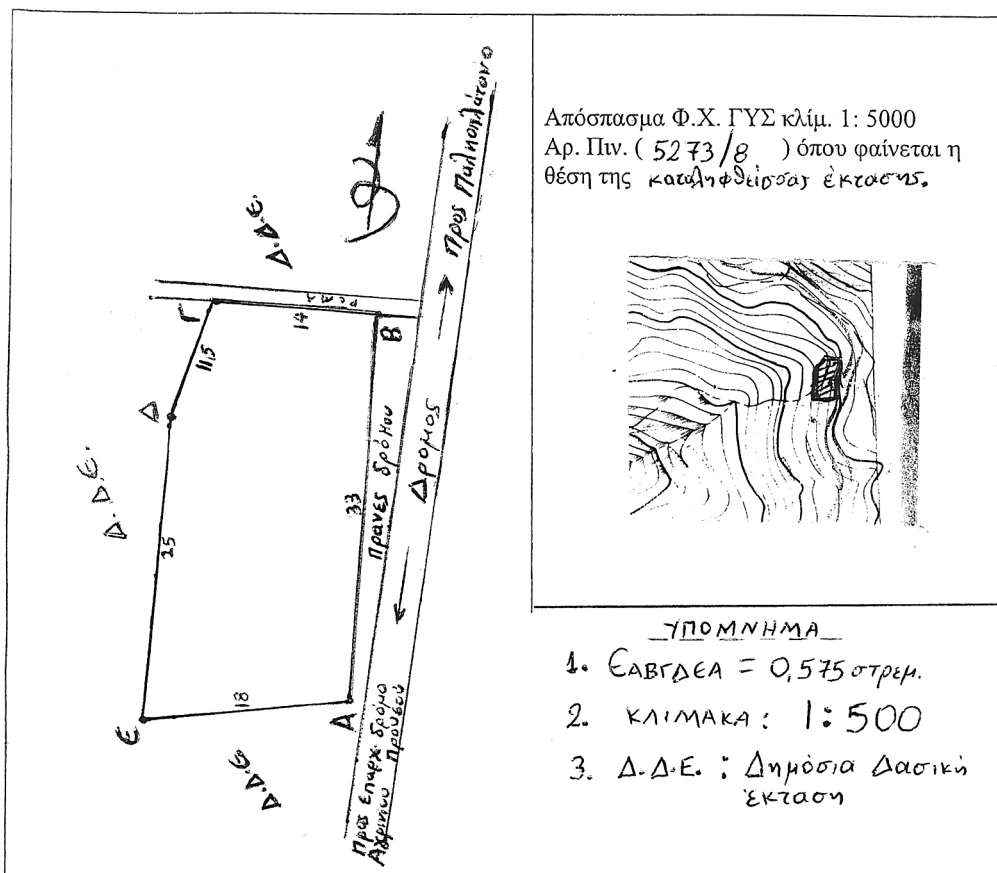 Απόσπασμα Φ.Χ. ΓΥΣ κλίμ. 1: 5000
Αρ. Πιν. ( 5273/8 ) όπου φαίνεται η
θέση της καταληφθείσσας έκτασης.
Προς Παληοπλάτανο
Δ.Δ.Ε.
Γ
14
Β
11,5
Δ
Δ.Δ.Ε.
25
33
Πρανές δρόμου
Δρόμος
18
Ε
Α
Δ.Δ.Ε
Προς Επαρχ. δρόμο
Αγρινίου Προυσού
ΥΠΟΜΝΗΜΑ
1. ΕΑΒΓΔΕΑ = 0,575 στρεμ.
2. ΚΛΙΜΑΚΑ : 1:500
3. Δ.Δ.Ε. : Δημόσια Δασική
έκταση